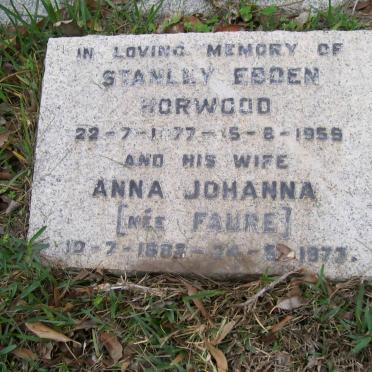 IN LOVING MEMORY OF
STANLEY EBDEN
HORWOOD
22-7-1877-15-8-1959
AND HIS WIFE
ANNA JOHANNA
[NÉE FAURE]